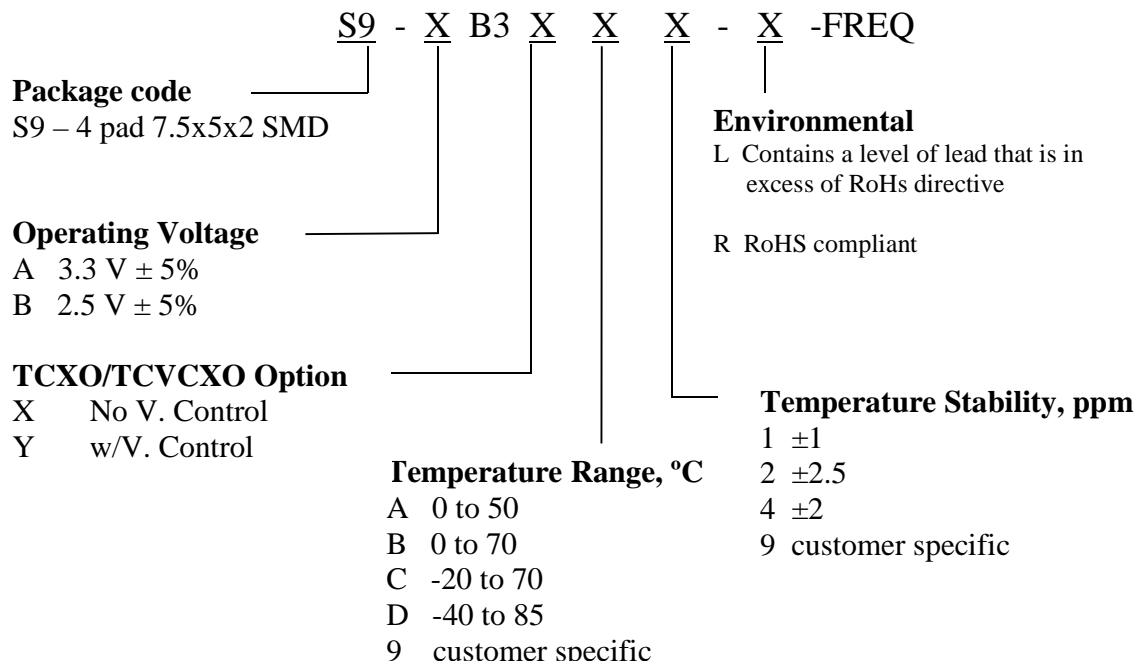 S9 - X B3 X X X - X -FREQ
Package code
S9 – 4 pad 7.5x5x2 SMD
Operating Voltage
A 3.3 V ± 5%
B 2.5 V ± 5%
TCXO/TCVCXO Option
X No V. Control
Y w/V. Control
Temperature Range, ºC
A 0 to 50
B 0 to 70
C -20 to 70
D -40 to 85
9 customer specific
Temperature Stability, ppm
1 ±1
2 ±2.5
4 ±2
9 customer specific
Environmental
L Contains a level of lead that is in
excess of RoHs directive
R RoHS compliant